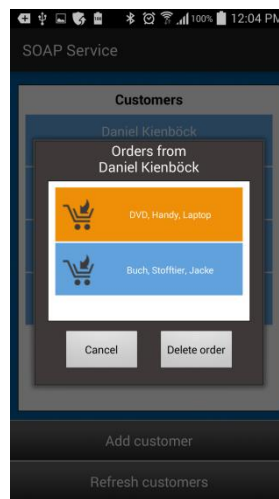 100% 12:04 PM
SOAP Service
Customers
Daniel Kienböck
Orders from
Daniel Kienböck
DVD, Handy, Laptop
Buch, Stofftier, Jacke
Cancel
Delete order
Add customer
Refresh customers